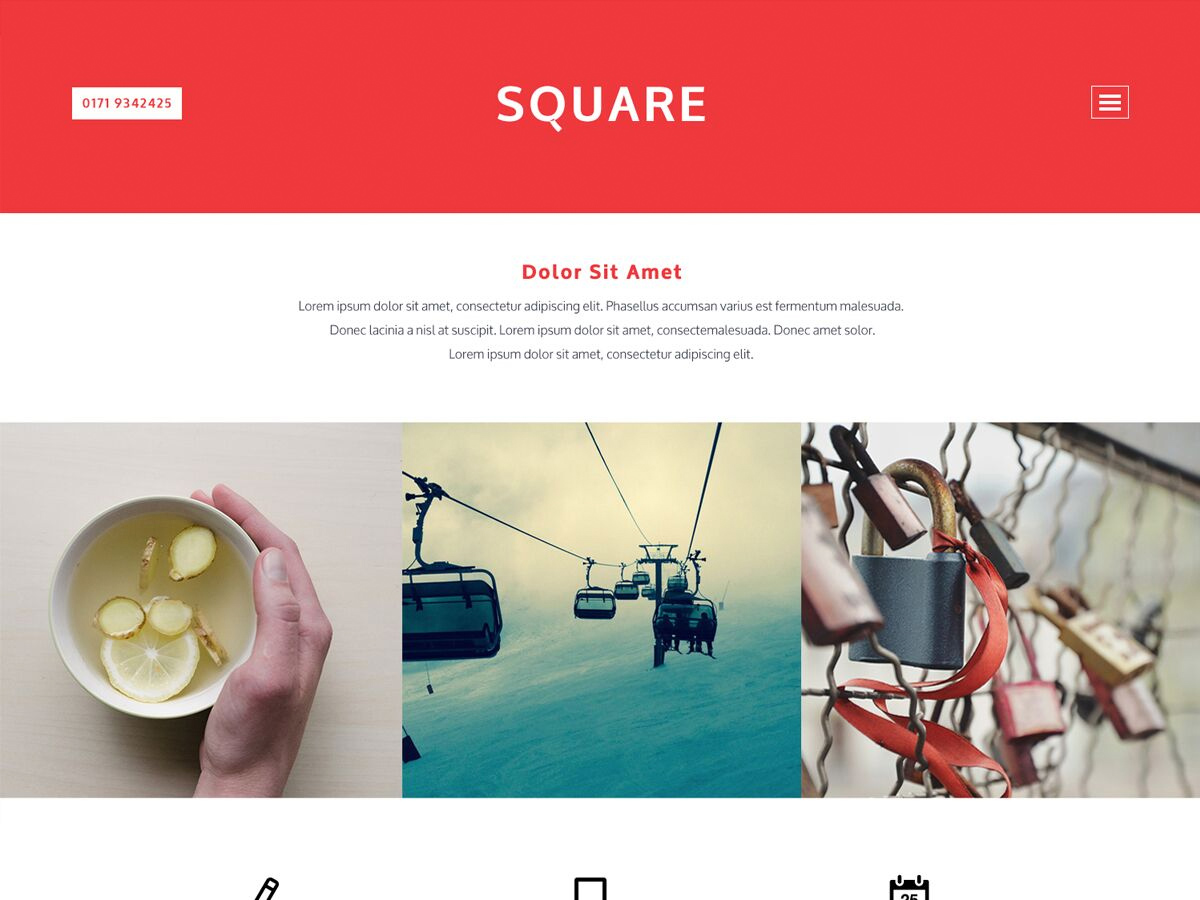 0171 9342425
SQUARE
Dolor Sit Amet
Lorem ipsum dolor sit amet, consectetur adipiscing elit. Phasellus accumsan varius est fermentum malesuada.
Donec lacinia a nisl at suscipit. Lorem ipsum dolor sit amet, consectemalesuada. Donec amet solor.
Lorem ipsum dolor sit amet, consectetur adipiscing elit.
25